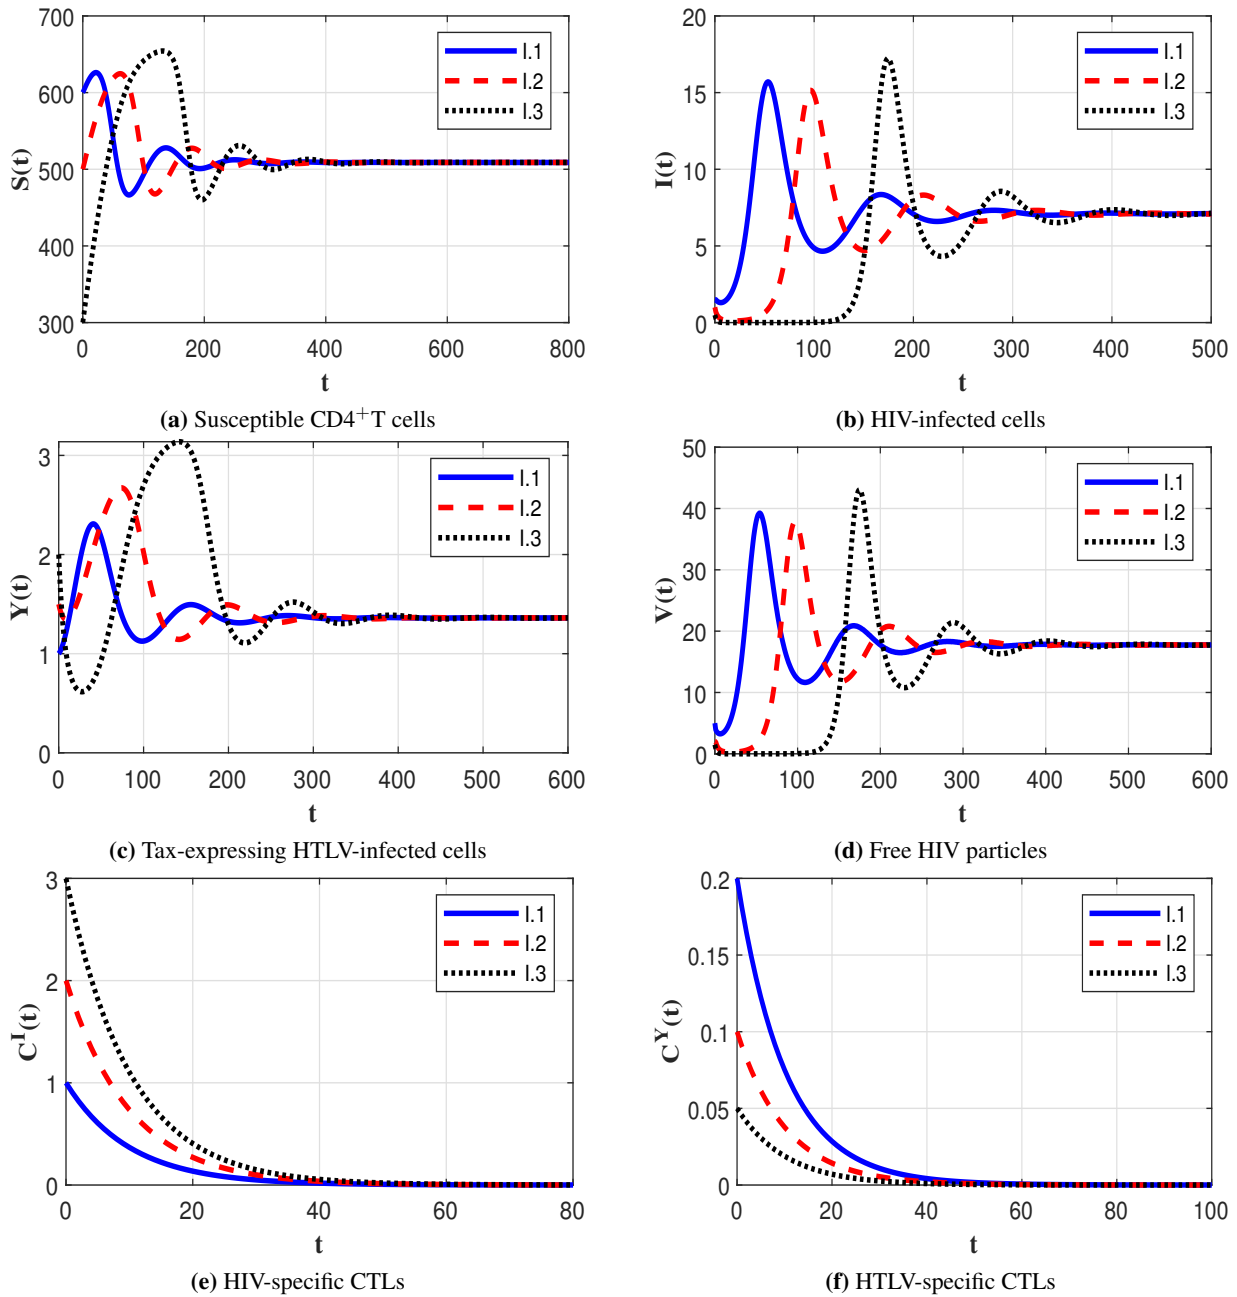 700
600
500
400
300
S(t)
0
200
400
600
800
t
I.1
I.2
I.3
(a) Susceptible CD4+T cells
20
15
10
5
0
I(t)
0
100
200
300
400
500
t
I.1
I.2
I.3
(b) HIV-infected cells
3
2
1
0
Y(t)
0
100
200
300
400
500
600
t
I.1
I.2
I.3
(c) Tax-expressing HTLV-infected cells
50
40
30
20
10
0
V(t)
0
100
200
300
400
500
600
t
I.1
I.2
I.3
(d) Free HIV particles
3
2
1
0
C^I(t)
0
20
40
60
80
t
I.1
I.2
I.3
(e) HIV-specific CTLs
0.2
0.15
0.1
0.05
0
C^Y(t)
0
20
40
60
80
100
t
I.1
I.2
I.3
(f) HTLV-specific CTLs